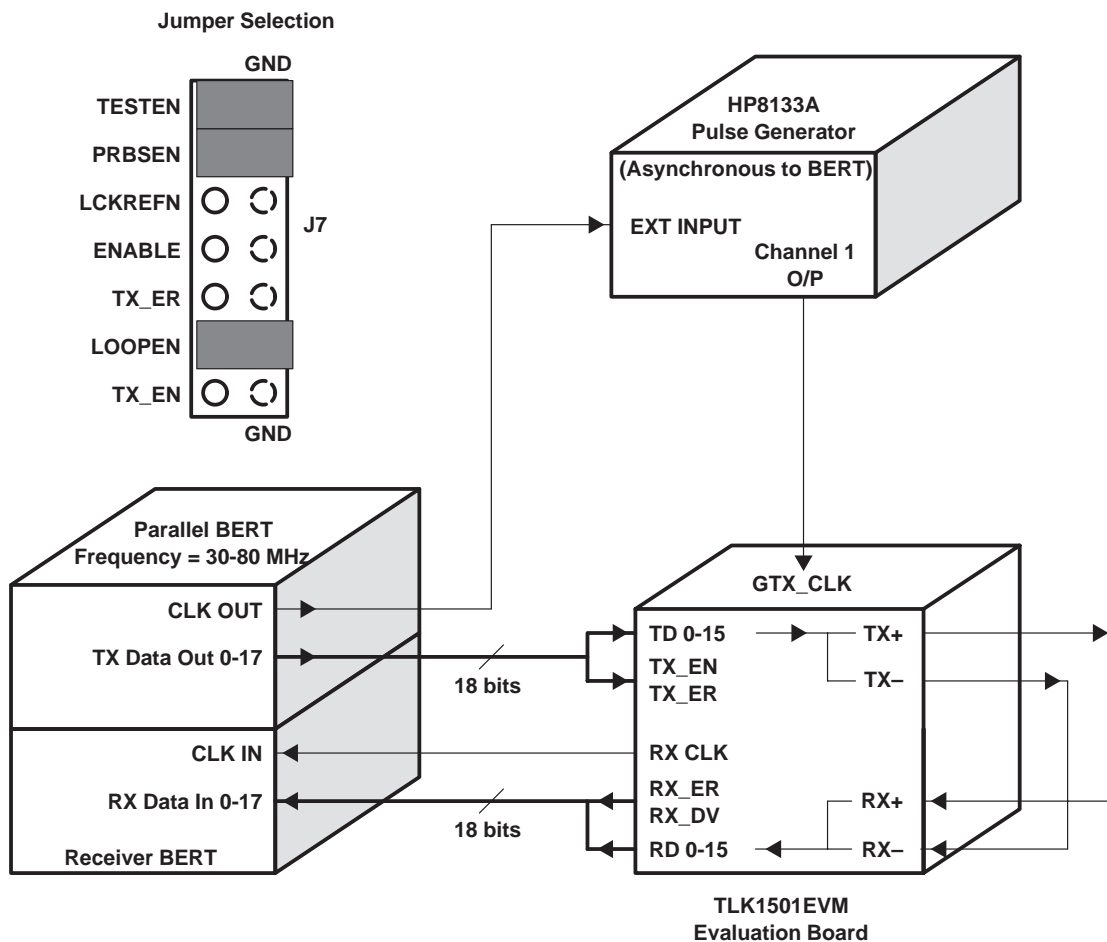 Jumper Selection
GND
TESTEN
PRBSEN
LCKREFN
ENABLE
TX_ER
LOOPEN
TX_EN
J7
GND
HP8133A
Pulse Generator
(Asynchronous to BERT)
EXT INPUT
Channel 1
O/P
Parallel BERT
Frequency = 30-80 MHz
CLK OUT
TX Data Out 0-17
18 bits
CLK IN
RX Data In 0-17
18 bits
Receiver BERT
GTX_CLK
TD 0-15
TX+
TX_EN
TX–
TX_ER
RX CLK
RX_ER
RX+
RX_DV
RD 0-15
RX–
TLK1501EVM
Evaluation Board